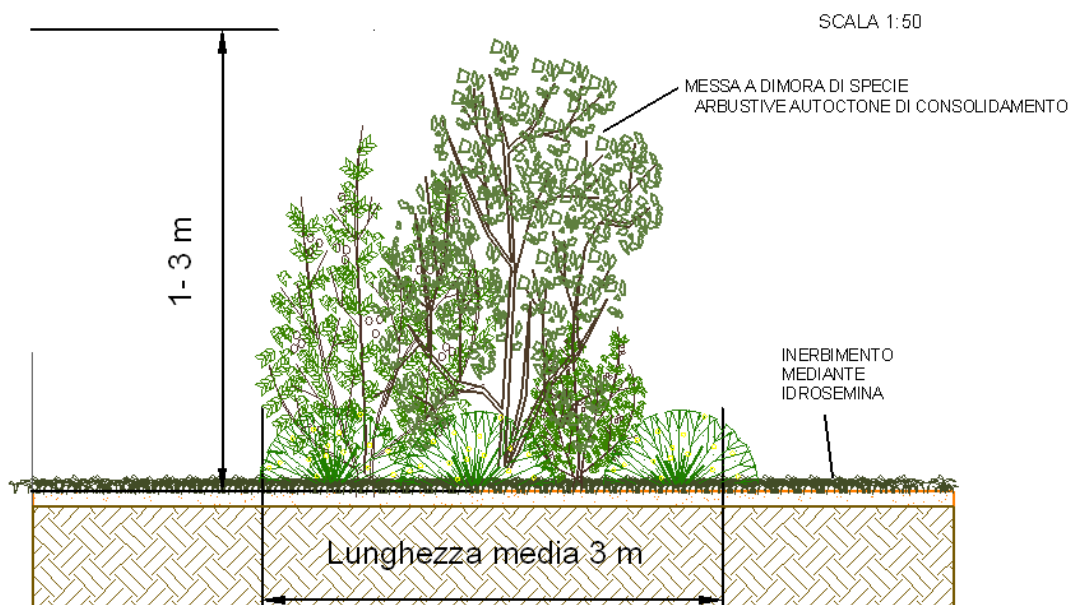 SCALA 1:50
MESSA A DIMORA DI SPECIE
ARBUSTIVE AUTOCTONE DI CONSOLIDAMENTO
1- 3 m
INERBIMENTO
MEDIANTE
IDROSEMINA
Lunghezza media 3 m